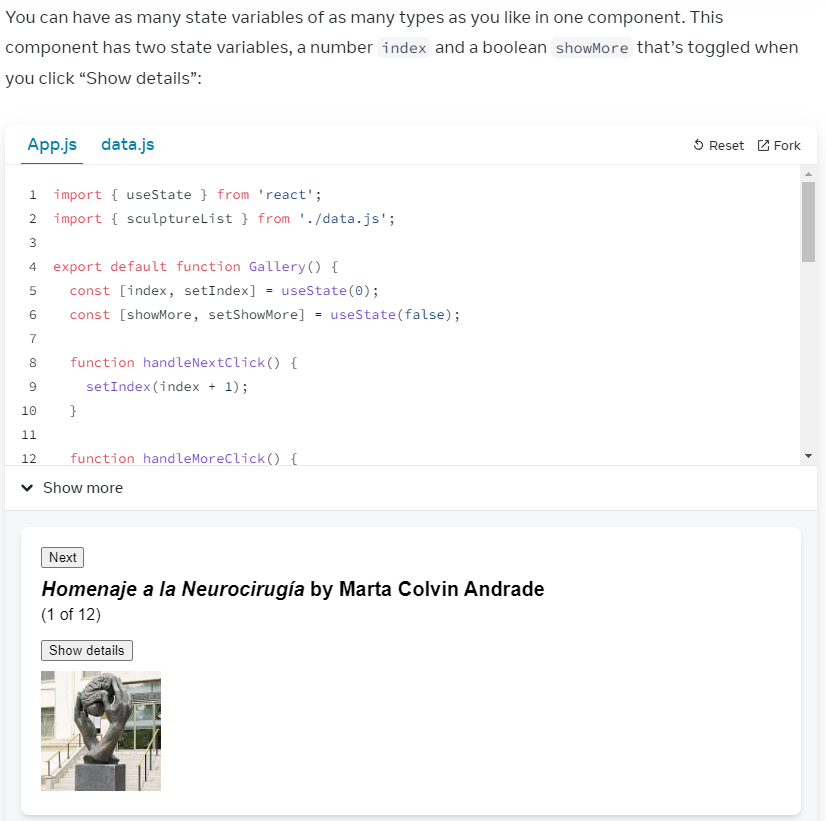 You can have as many state variables of as many types as you like in one component. This
component has two state variables, a number index and a boolean showMore that’s toggled when
you click “Show details”:
App.js data.js Reset Fork
1 import { useState } from 'react';
2 import { sculptureList } from './data.js';
3
4 export default function Gallery() {
5 const [index, setIndex] = useState(0);
6 const [showMore, setShowMore] = useState(false);
7
8 function handleNextClick() {
9 setIndex(index + 1);
10 }
11
12 function handleMoreClick() {
Show more
Next
Homenaje a la Neurocirugía by Marta Colvin Andrade
(1 of 12)
Show details